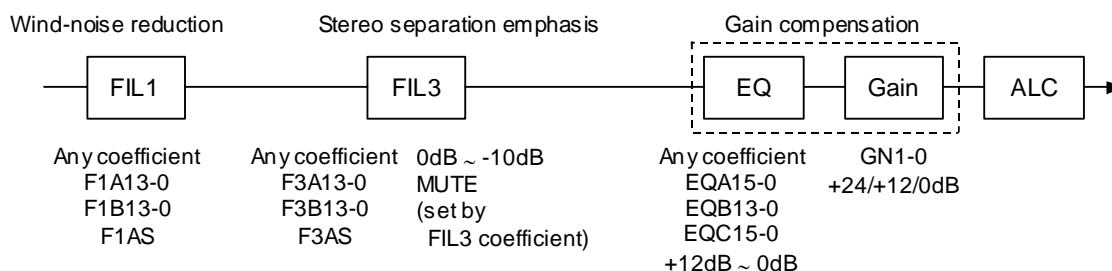 Wind-noise reduction
Stereo separation emphasis
Gain compensation
FIL1
FIL3
EQ
Gain
ALC
Any coefficient
F1A13-0
F1B13-0
F1AS
Any coefficient
F3A13-0
F3B13-0
F3AS
0dB ~ -10dB
MUTE
(set by
FIL3 coefficient)
Any coefficient
EQA15-0
EQB13-0
EQC15-0
+12dB ~ 0dB
GN1-0
+24/+12/0dB